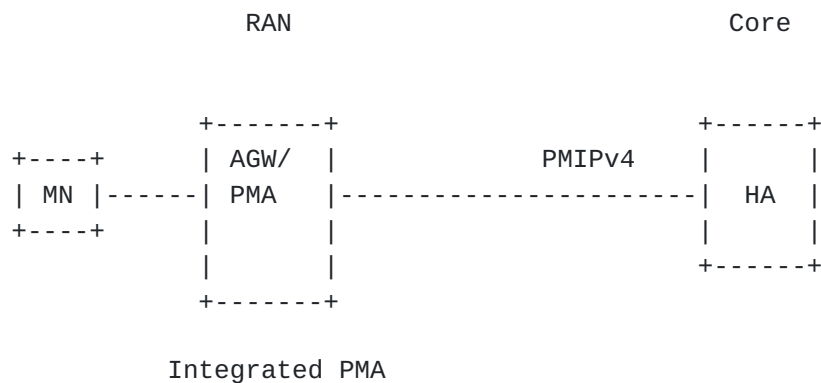 RAN                            Core
            +-------+                       +------+
+----+      | AGW/  |             PMIPv4    |      |
| MN |------| PMA   |-----------------------|  HA  |
+----+      |       |                       |      |
            |       |                       +------+
            +-------+
Integrated PMA